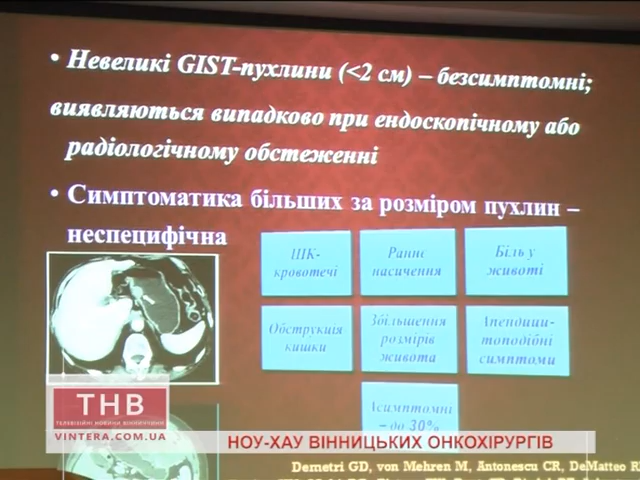 • Невеликі GIST-пухлини (<2 см) – безсимптомні;
виявляються випадково при ендоскопічному або
радіологічному обстеженні
• Симптоматика більших за розміром пухлин –
неспецифічна
ШК-
кровотечі
Раннє
насичення
Біль у
животі
Обструкція
кишки
Збільшення
розмірів
живота
Апендици-
топодібні
симптоми
Асимптомні
– до 30%
ТНВ
ТЕЛЕВІЗІЙНІ НОВИНИ ВІННИЧЧИНИ
VINTERA.COM.UA
НОУ-ХАУ ВІННИЦЬКИХ ОНКОХІРУРГІВ
Demetri GD, von Mehren M, Antonescu CR, DeMatteo R